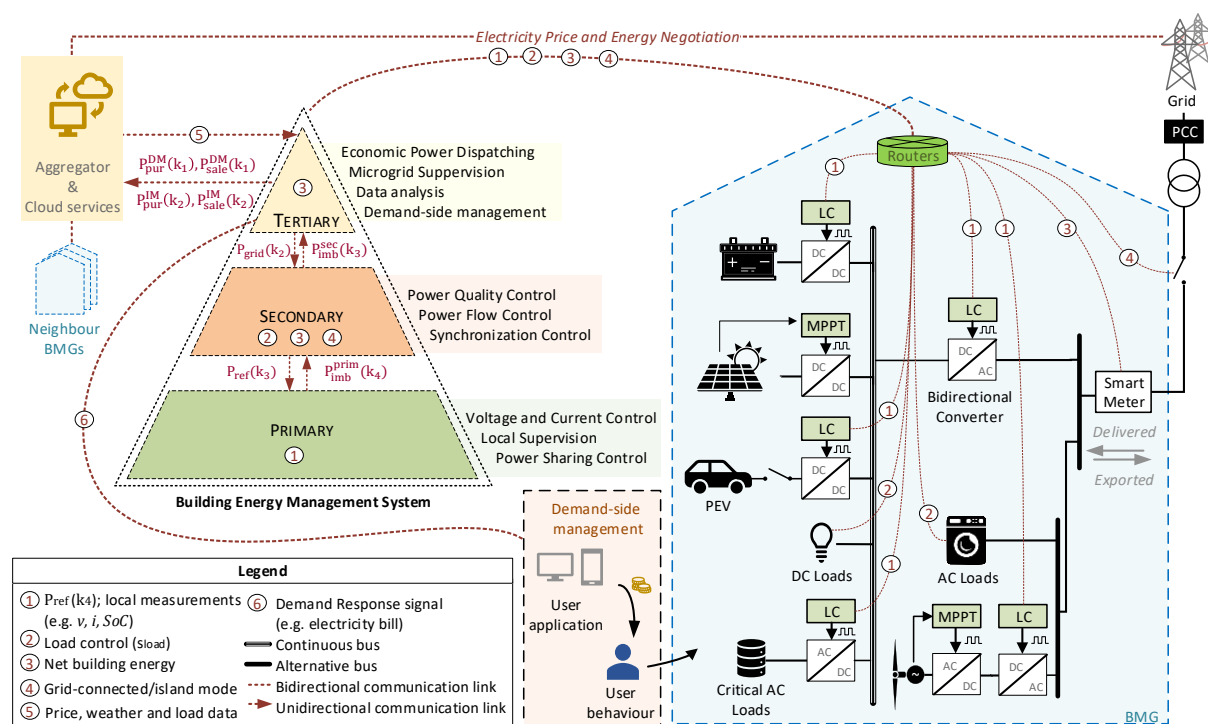 Electricity Price and Energy Negotiation
1 2 3 4
Grid
PCC
Aggregator
&
Cloud services
5
P_pur^DM(k₁), P_sale^DM(k₁)
P_pur^IM(k₂), P_sale^IM(k₂)
Neighbour
BMGs
3
TERTIARY
Economic Power Dispatching
Microgrid Suppervision
Data analysis
Demand-side management
P_grid(k₂) P_imb^sec(k₃)
SECONDARY
2 3 4
Power Quality Control
Power Flow Control
Synchronization Control
P_ref(k₃) P_imb^prim(k₄)
PRIMARY
1
Voltage and Current Control
Local Supervision
Power Sharing Control
Building Energy Management System
6
Routers
1
1
1
3
4
LC
DC
DC
MPPT
DC
DC
LC
DC
AC
Bidirectional
Converter
Smart
Meter
Delivered
Exported
1
LC
DC
DC
PEV
2
DC Loads
2
AC Loads
1
LC
AC
DC
Critical AC
Loads
MPPT
LC
~
AC
DC
DC
AC
BMG
Demand-side
management
User
application
User
behaviour
Legend
1 Pref(k4); local measurements
(e.g. v, i, SoC)
2 Load control (sload)
3 Net building energy
4 Grid-connected/island mode
5 Price, weather and load data
6 Demand Response signal
(e.g. electricity bill)
Continuous bus
Alternative bus
Bidirectional communication link
Unidirectional communication link